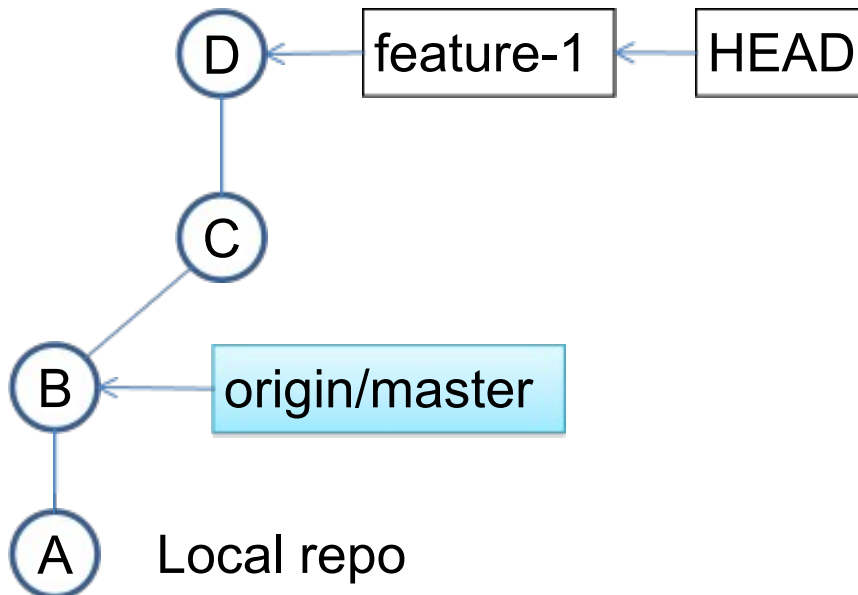 D
feature-1
HEAD
C
B
origin/master
A
Local repo